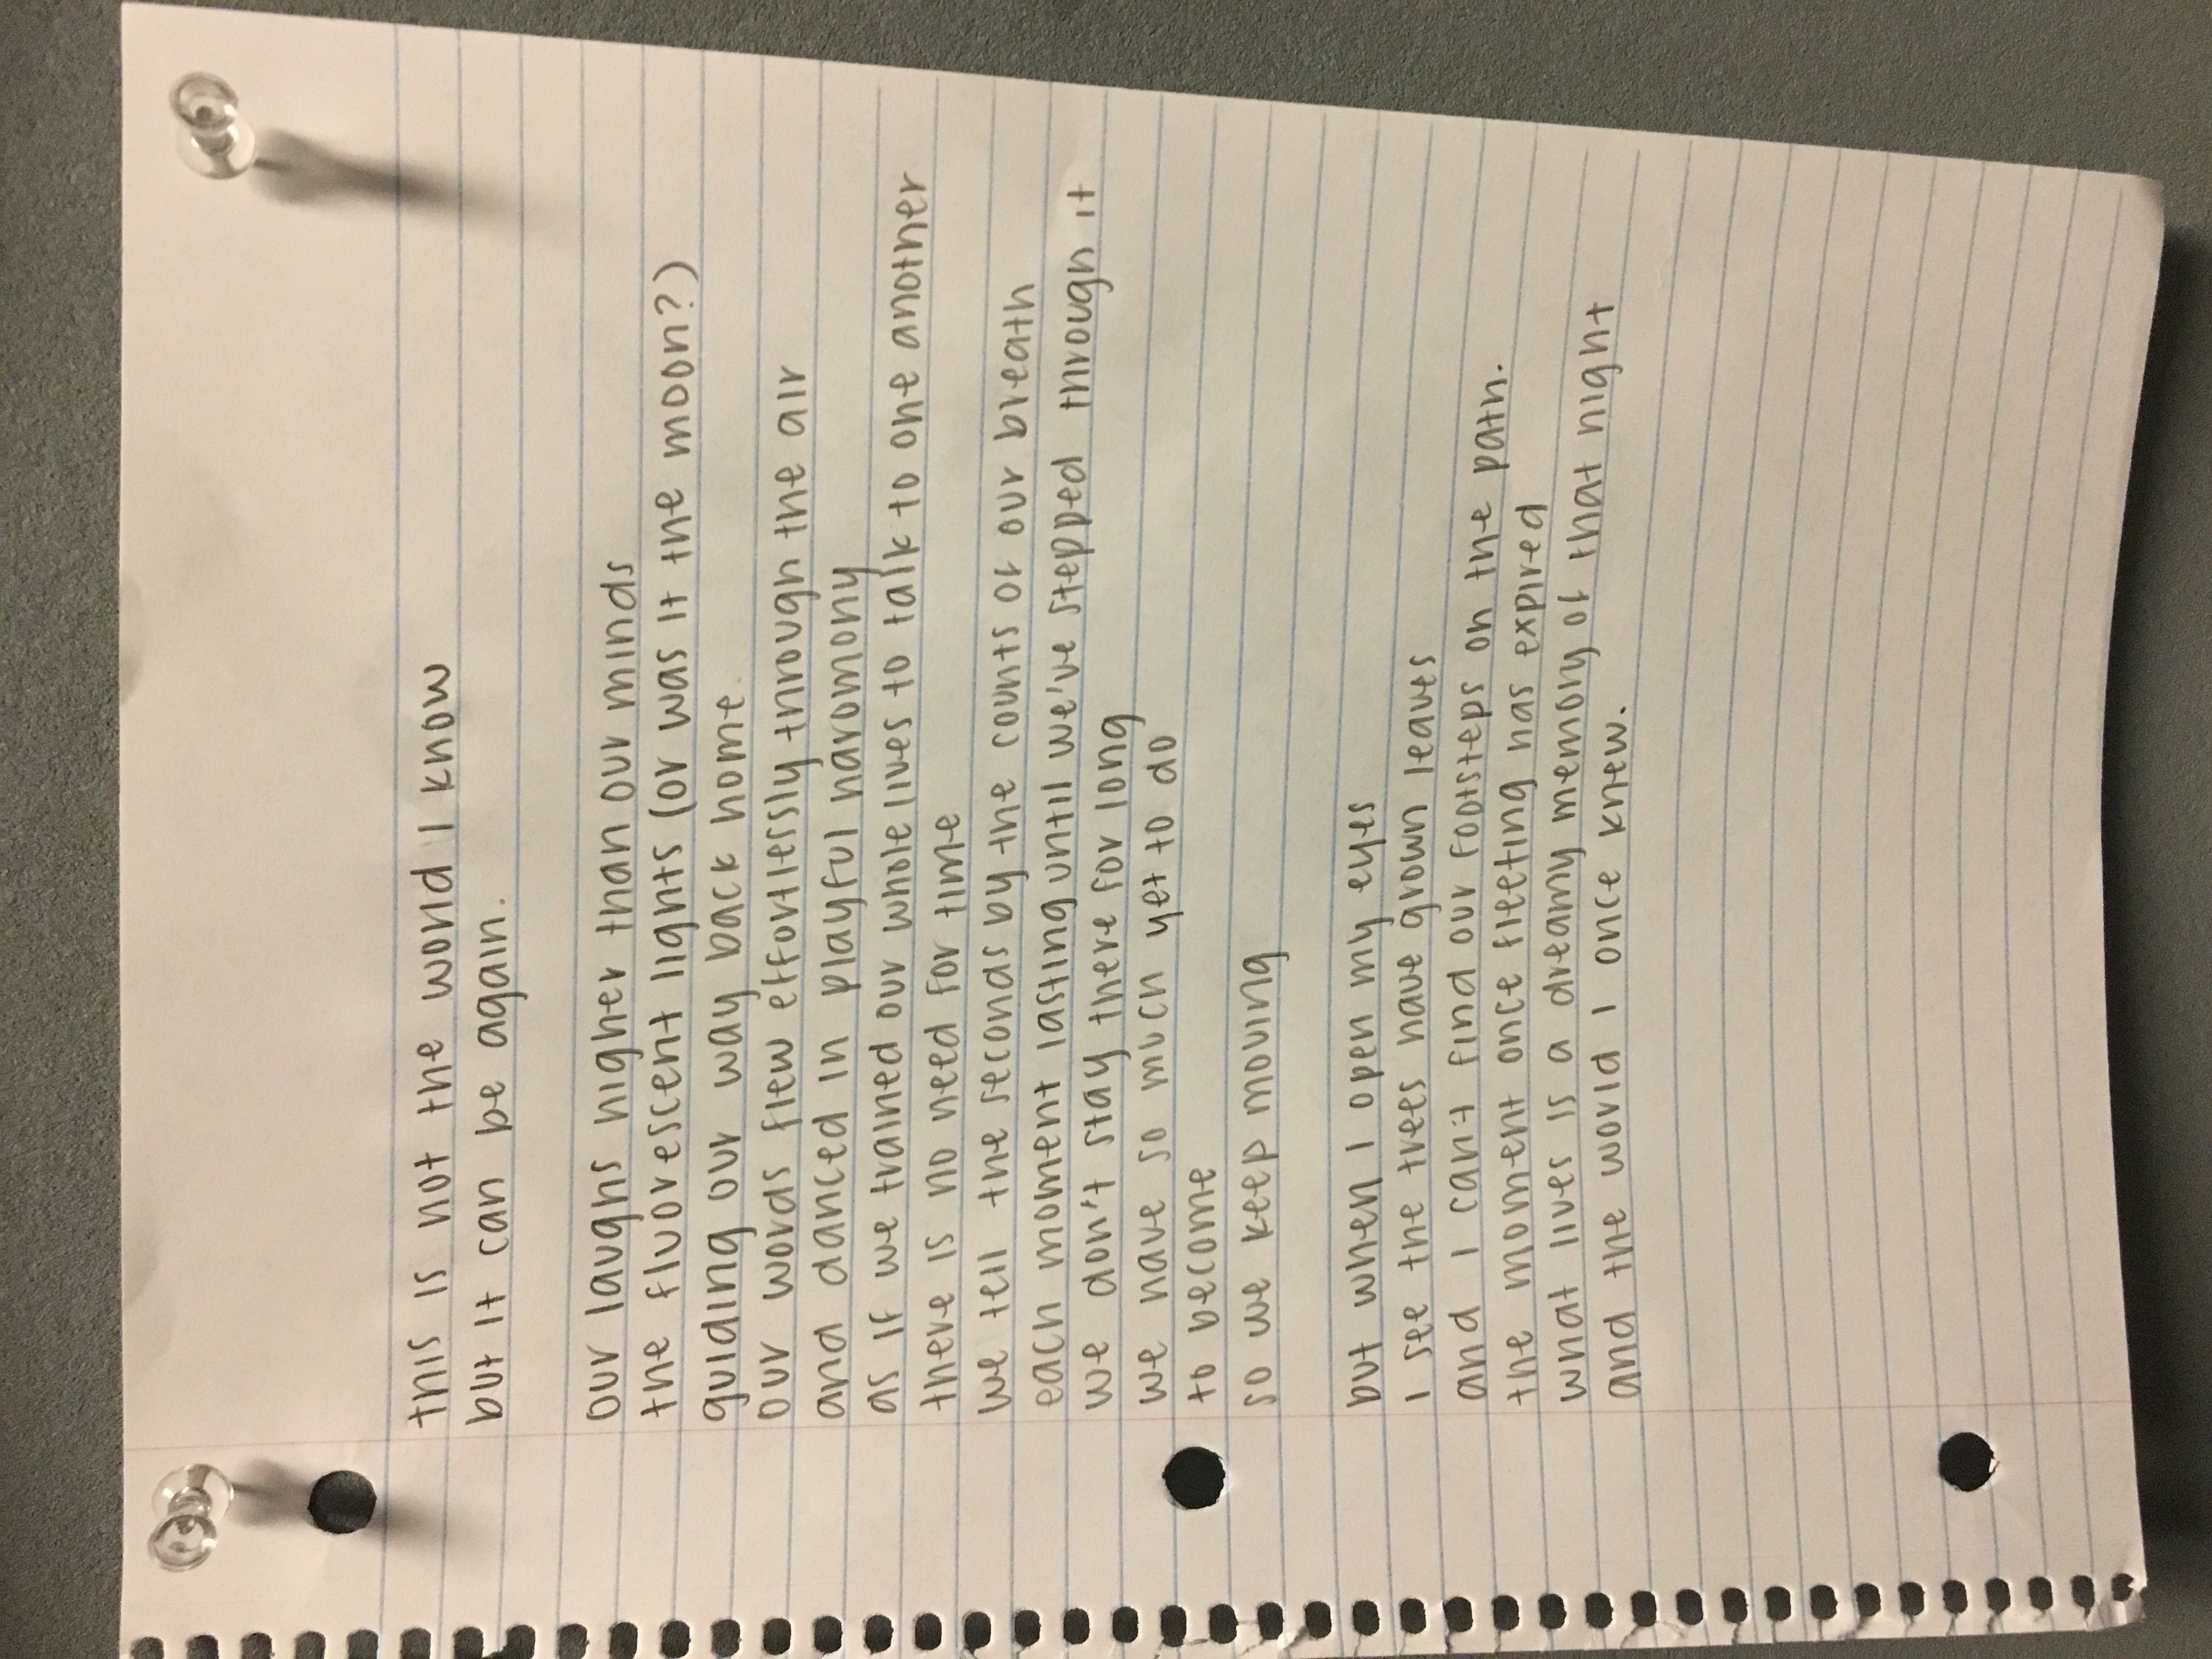 this is not the world I know
but it can be again.
our laughs higher than our minds
the fluorescent lights (or was it the moon?)
guiding our way back home.
our words flew effortlessly through the air
and danced in playful haromony
as if we trained our whole lives to talk to one another
there is no need for time
we tell the seconds by the counts of our breath
each moment lasting until we've stepped through it
we don't stay there for long
we have so much yet to do
to become
so we keep moving
but when I open my eyes
I see the trees have grown leaves
and I can't find our footsteps on the path.
the moment once fleeting has expired
what lives is a dreamy memory of that night
and the world I once knew.